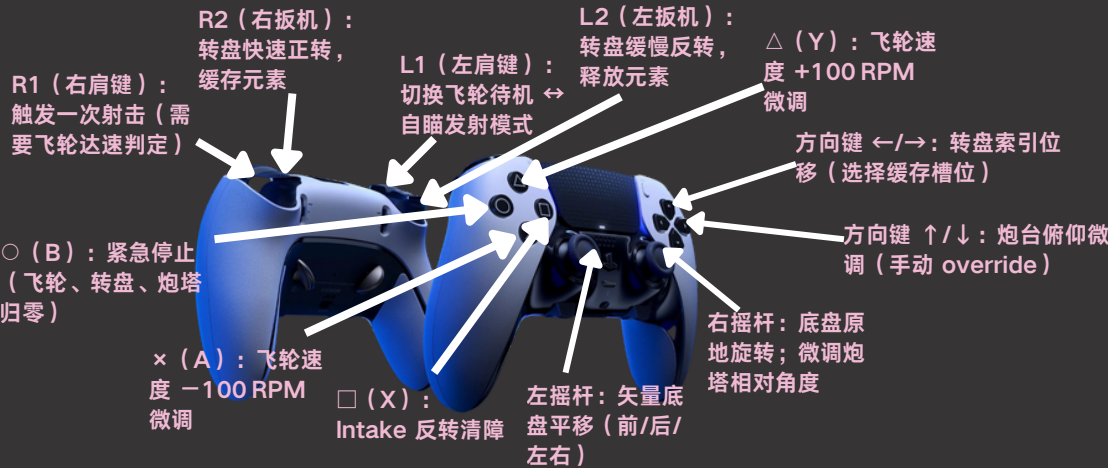 R2（右扳机）：
转盘快速正转，
缓存元素
L2（左扳机）：
转盘缓慢反转，
释放元素
△（Y）：飞轮速
度 +100 RPM
微调
R1（右肩键）：
触发一次射击（需
要飞轮达速判定）
L1（左肩键）：
切换飞轮待机 ↔
自瞄发射模式
方向键 ←/→：转盘索引位
移（选择缓存槽位）
○（B）：紧急停止
（飞轮、转盘、炮塔
归零）
方向键 ↑/↓：炮台俯仰微
调（手动 override）
×（A）：飞轮速
度 −100 RPM
微调
□（X）：
Intake 反转清障
左摇杆：矢量底
盘平移（前/后/
左右）
右摇杆：底盘原
地旋转；微调炮
塔相对角度